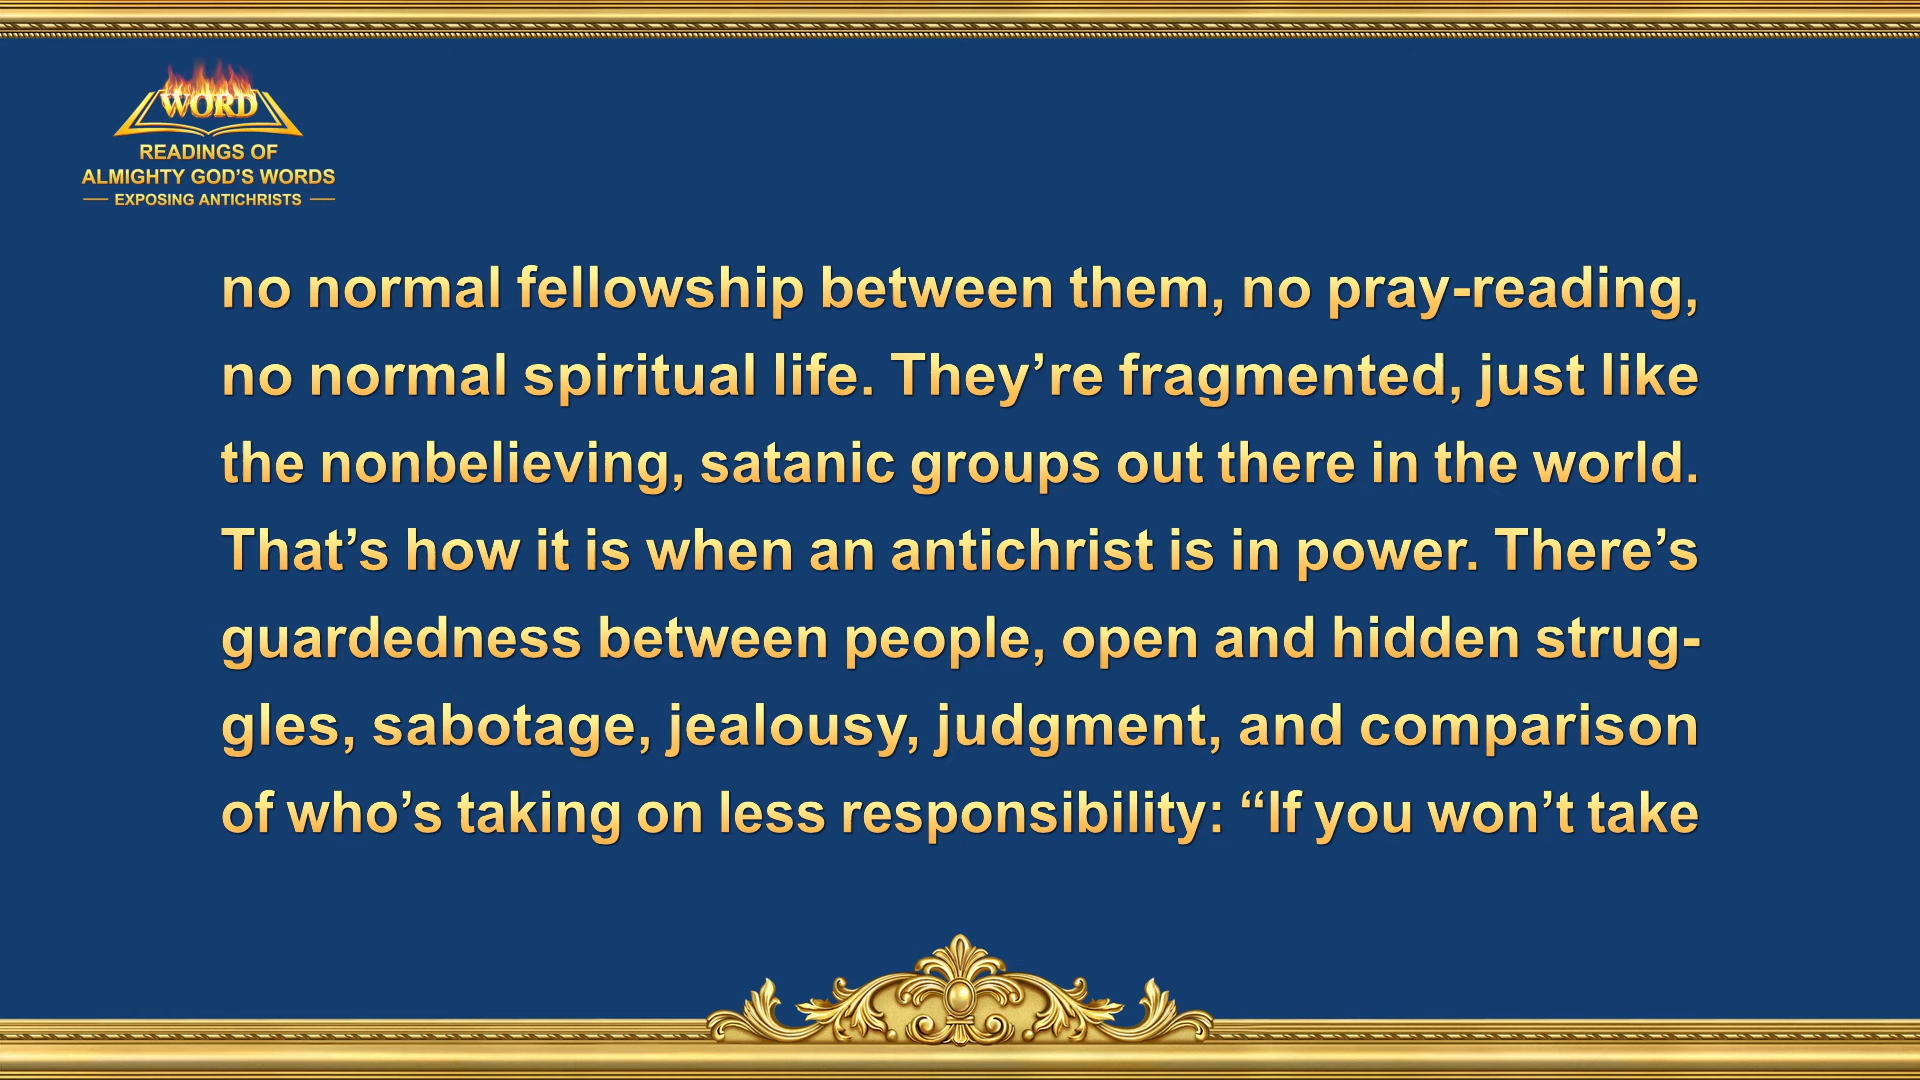 WORD
READINGS OF
ALMIGHTY GOD’S WORDS
EXPOSING ANTICHRISTS
no normal fellowship between them, no pray-reading,
no normal spiritual life. They’re fragmented, just like
the nonbelieving, satanic groups out there in the world.
That’s how it is when an antichrist is in power. There’s
guardedness between people, open and hidden strug-
gles, sabotage, jealousy, judgment, and comparison
of who’s taking on less responsibility: “If you won’t take